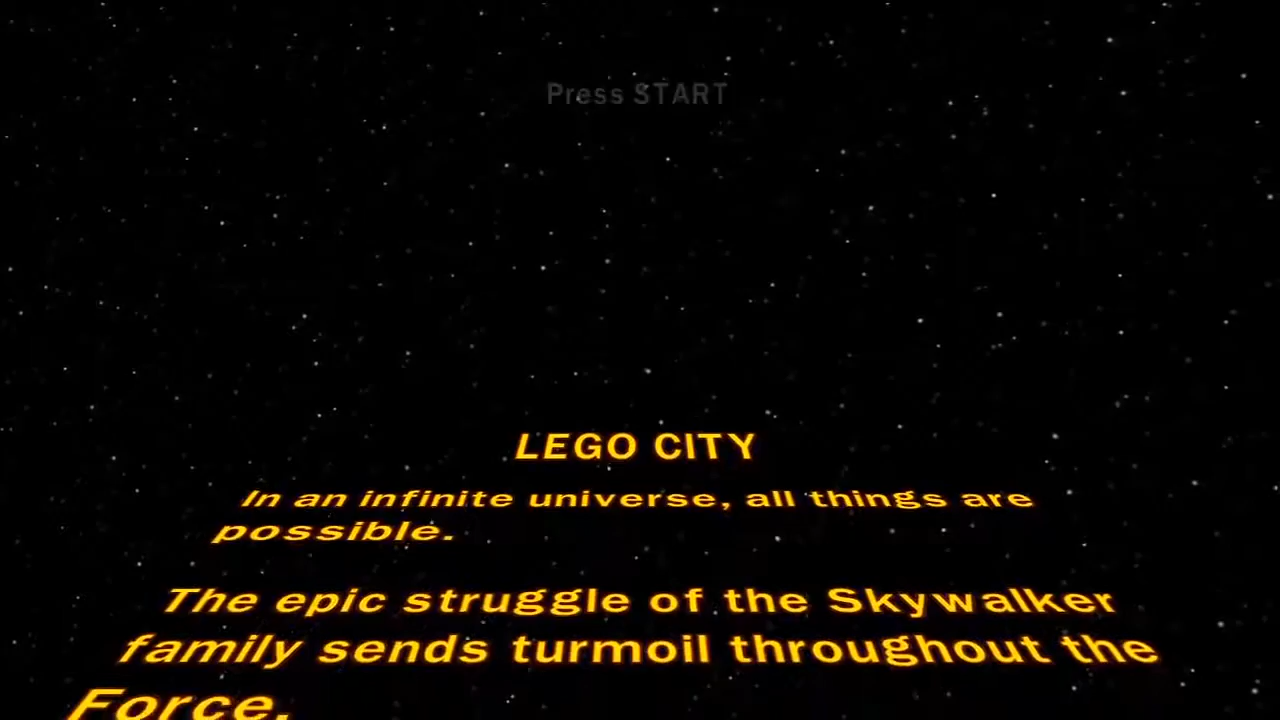 Press START
LEGO CITY
In an infinite universe, all things are
possible.
The epic struggle of the Skywalker
family sends turmoil throughout the
Force.